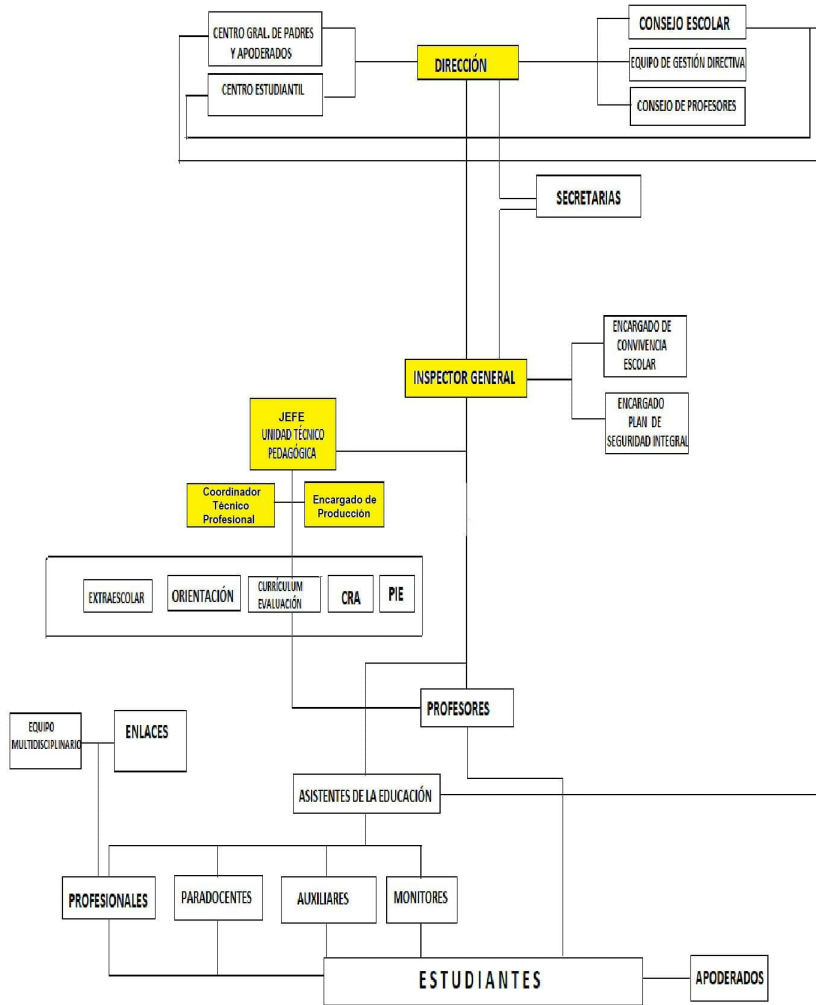 CENTRO GRAL. DE PADRES
Y APODERADOS
CONSEJO ESCOLAR
DIRECCIÓN
EQUIPO DE GESTIÓN DIRECTIVA
CENTRO ESTUDIANTIL
CONSEJO DE PROFESORES
SECRETARIAS
ENCARGADO DE
CONVIVENCIA
ESCOLAR
INSPECTOR GENERAL
ENCARGADO
PLAN DE
SEGURIDAD INTEGRAL
JEFE
UNIDAD TÉCNICO
PEDAGÓGICA
Coordinador
Técnico
Profesional
Encargado de
Producción
EXTRAESCOLAR
ORIENTACIÓN
CURRÍCULUM
EVALUACIÓN
CRA
PIE
PROFESORES
EQUIPO
MULTIDISCIPLINARIO
ENLACES
ASISTENTES DE LA EDUCACIÓN
PROFESIONALES
PARADOCENTES
AUXILIARES
MONITORES
ESTUDIANTES
APODERADOS